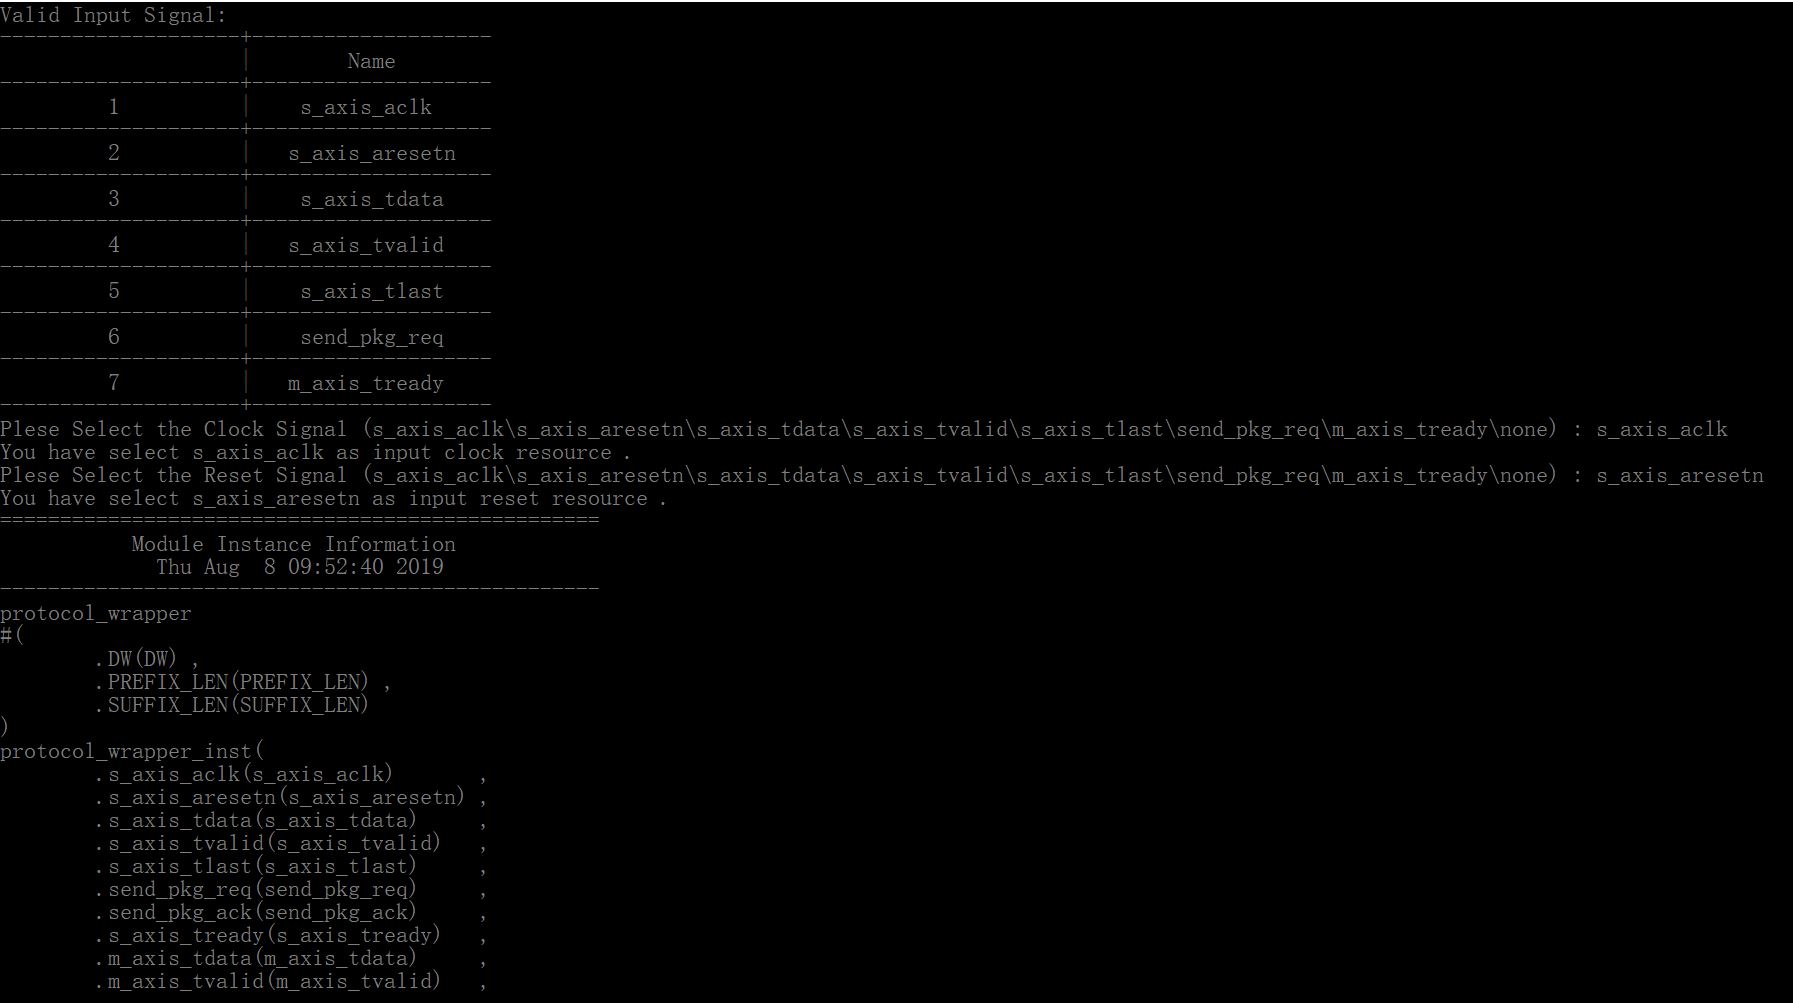 Valid Input Signal:
--------------------+--------------------
                    |        Name
--------------------+--------------------
         1          |    s_axis_aclk
--------------------+--------------------
         2          |   s_axis_aresetn
--------------------+--------------------
         3          |    s_axis_tdata
--------------------+--------------------
         4          |   s_axis_tvalid
--------------------+--------------------
         5          |    s_axis_tlast
--------------------+--------------------
         6          |    send_pkg_req
--------------------+--------------------
         7          |   m_axis_tready
--------------------+--------------------
Plese Select the Clock Signal (s_axis_aclk\s_axis_aresetn\s_axis_tdata\s_axis_tvalid\s_axis_tlast\send_pkg_req\m_axis_tready\none) : s_axis_aclk
You have select s_axis_aclk as input clock resource .
Plese Select the Reset Signal (s_axis_aclk\s_axis_aresetn\s_axis_tdata\s_axis_tvalid\s_axis_tlast\send_pkg_req\m_axis_tready\none) : s_axis_aresetn
You have select s_axis_aresetn as input reset resource .
==================================================
           Module Instance Information
             Thu Aug  8 09:52:40 2019
--------------------------------------------------
protocol_wrapper
#(
        .DW(DW) ,
        .PREFIX_LEN(PREFIX_LEN) ,
        .SUFFIX_LEN(SUFFIX_LEN)
)
protocol_wrapper_inst(
        .s_axis_aclk(s_axis_aclk)       ,
        .s_axis_aresetn(s_axis_aresetn) ,
        .s_axis_tdata(s_axis_tdata)     ,
        .s_axis_tvalid(s_axis_tvalid)   ,
        .s_axis_tlast(s_axis_tlast)     ,
        .send_pkg_req(send_pkg_req)     ,
        .send_pkg_ack(send_pkg_ack)     ,
        .s_axis_tready(s_axis_tready)   ,
        .m_axis_tdata(m_axis_tdata)     ,
        .m_axis_tvalid(m_axis_tvalid)   ,